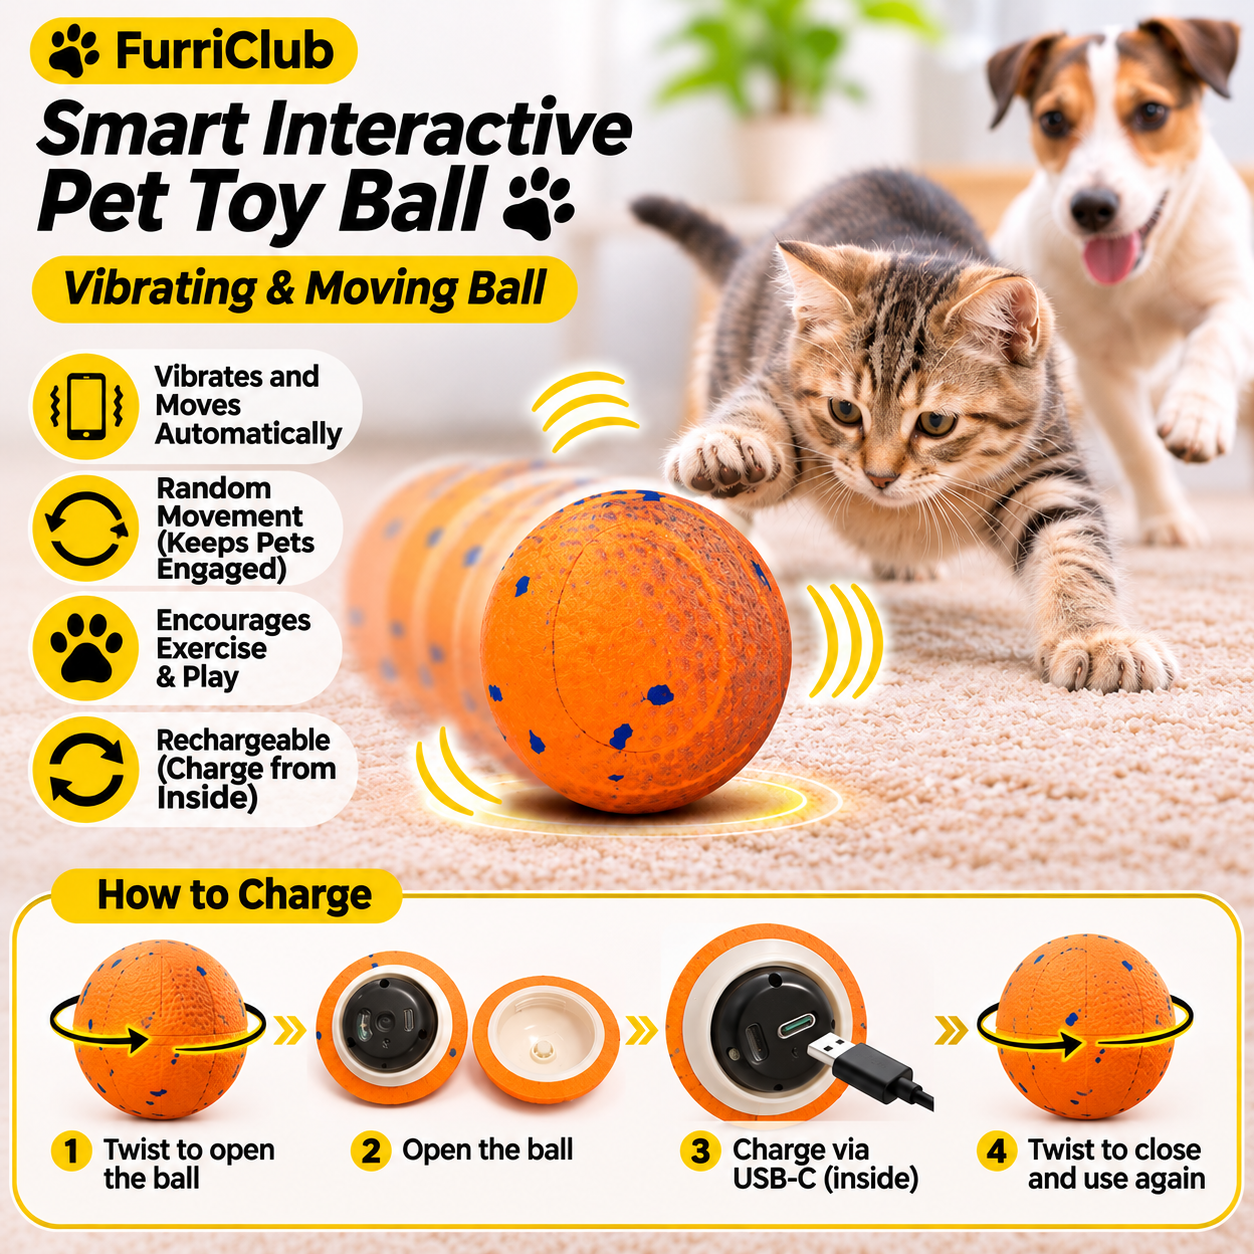 FurriClub
Smart Interactive
Pet Toy Ball
Vibrating & Moving Ball
Vibrates and
Moves
Automatically
Random
Movement
(Keeps Pets
Engaged)
Encourages
Exercise
& Play
Rechargeable
(Charge from
Inside)
How to Charge
1 Twist to open
the ball
2 Open the ball
3 Charge via
USB-C (inside)
4 Twist to close
and use again